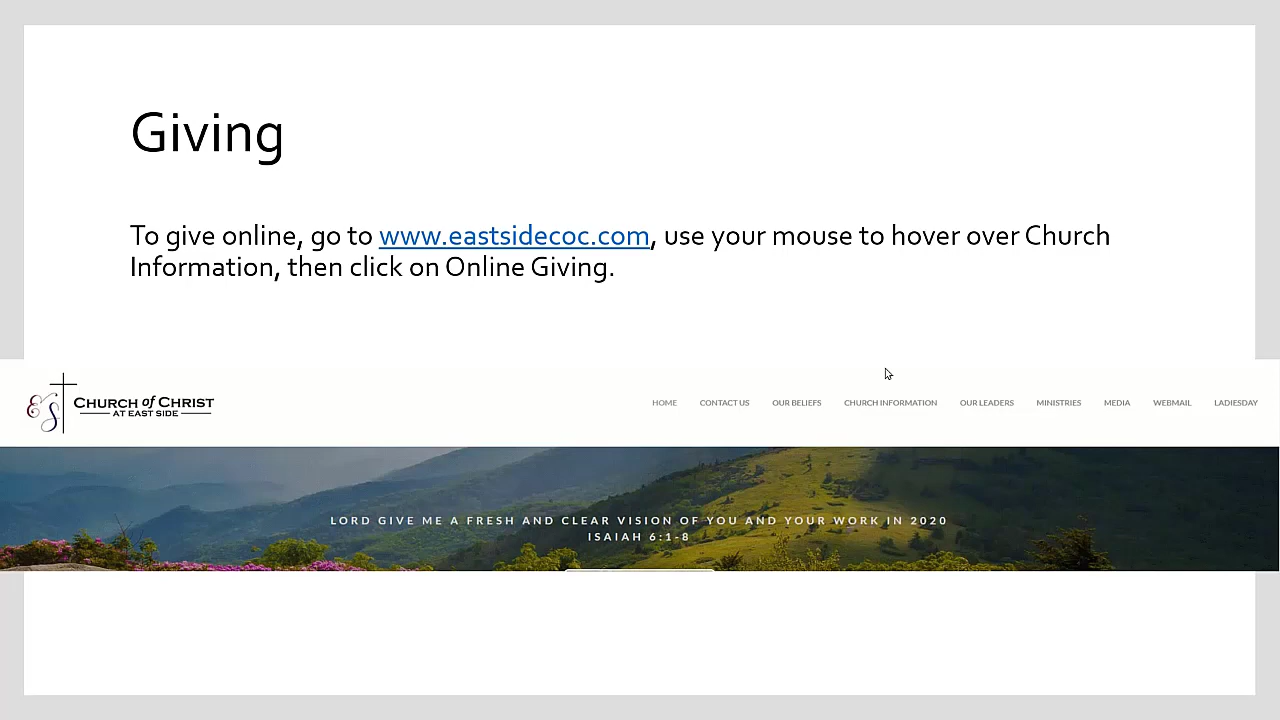 Giving
To give online, go to www.eastsidecoc.com, use your mouse to hover over Church
Information, then click on Online Giving.
ES
CHURCH of CHRIST
AT EAST SIDE
HOME CONTACT US OUR BELIEFS CHURCH INFORMATION OUR LEADERS MINISTRIES MEDIA WEBMAIL LADIESDAY
LORD GIVE ME A FRESH AND CLEAR VISION OF YOU AND YOUR WORK IN 2020
ISAIAH 6:1-8